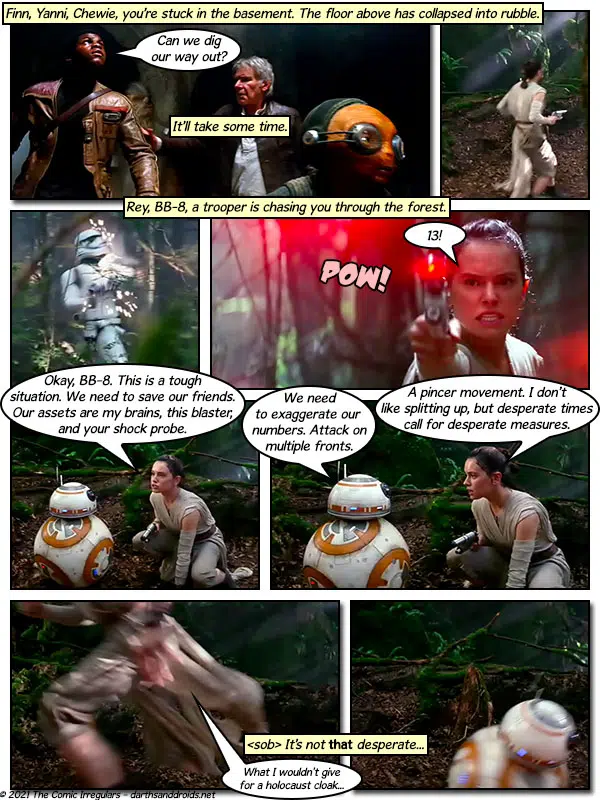 Finn, Yanni, Chewie, you're stuck in the basement. The floor above has collapsed into rubble.
Can we dig
our way out?
It'll take some time.
Rey, BB-8, a trooper is chasing you through the forest.
13!
POW!
Okay, BB-8. This is a tough
situation. We need to save our friends.
Our assets are my brains, this blaster,
and your shock probe.
We need
to exaggerate our
numbers. Attack on
multiple fronts.
A pincer movement. I don't
like splitting up, but desperate times
call for desperate measures.
<sob> It's not that desperate...
What I wouldn't give
for a holocaust cloak...
© 2021 The Comic Irregulars – darthsanddroids.net